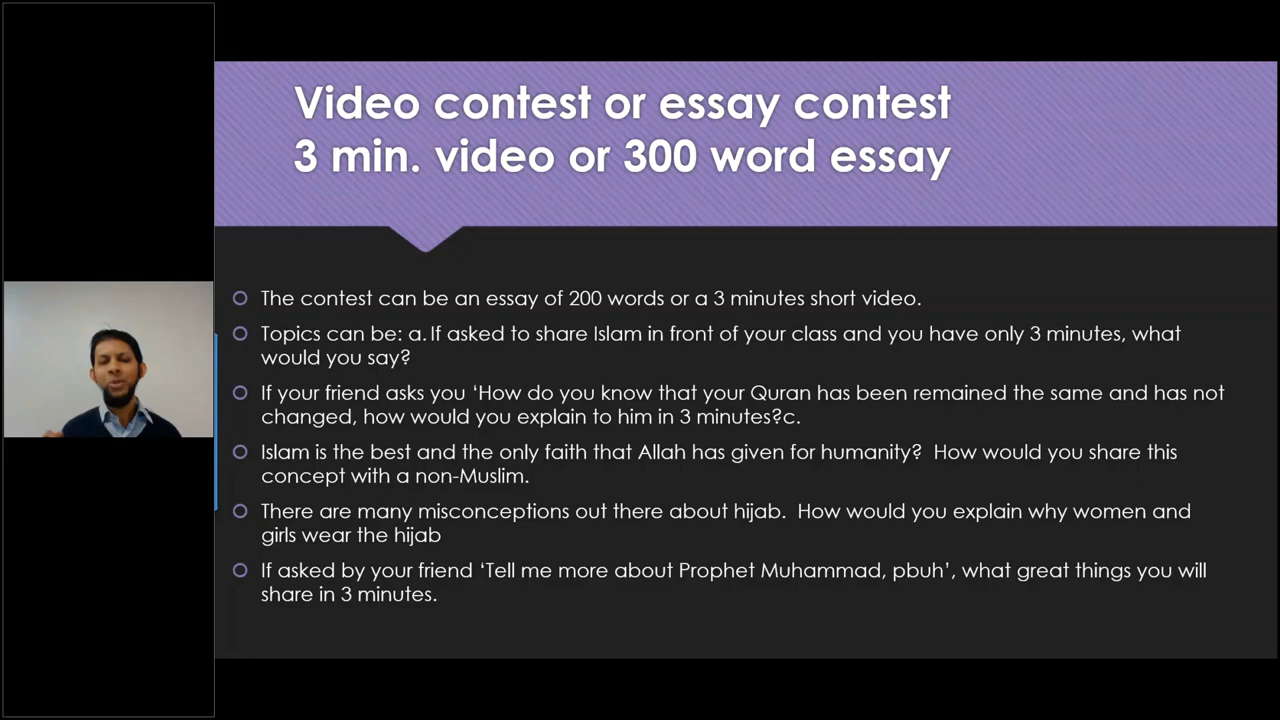 Video contest or essay contest
3 min. video or 300 word essay
The contest can be an essay of 200 words or a 3 minutes short video.
Topics can be: a. If asked to share Islam in front of your class and you have only 3 minutes, what
would you say?
If your friend asks you ‘How do you know that your Quran has been remained the same and has not
changed, how would you explain to him in 3 minutes?c.
Islam is the best and the only faith that Allah has given for humanity?  How would you share this
concept with a non-Muslim.
There are many misconceptions out there about hijab.  How would you explain why women and
girls wear the hijab
If asked by your friend ‘Tell me more about Prophet Muhammad, pbuh’, what great things you will
share in 3 minutes.